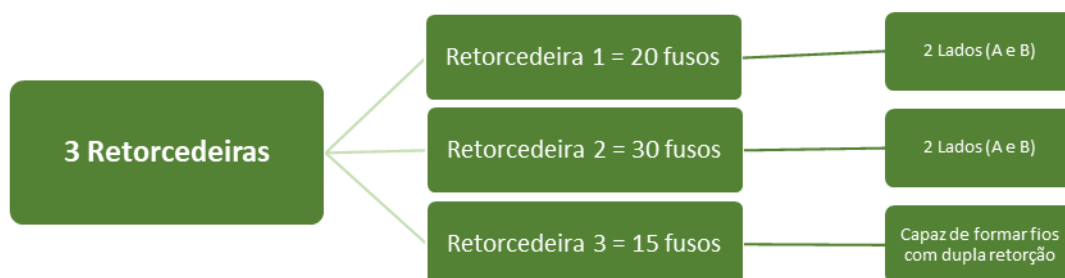 3 Retorcedeiras
Retorcedeira 1 = 20 fusos
2 Lados (A e B)
Retorcedeira 2 = 30 fusos
2 Lados (A e B)
Retorcedeira 3 = 15 fusos
Capaz de formar fios
com dupla retorção